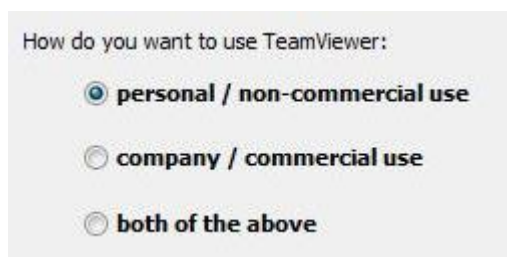 How do you want to use TeamViewer:
personal / non-commercial use
company / commercial use
both of the above